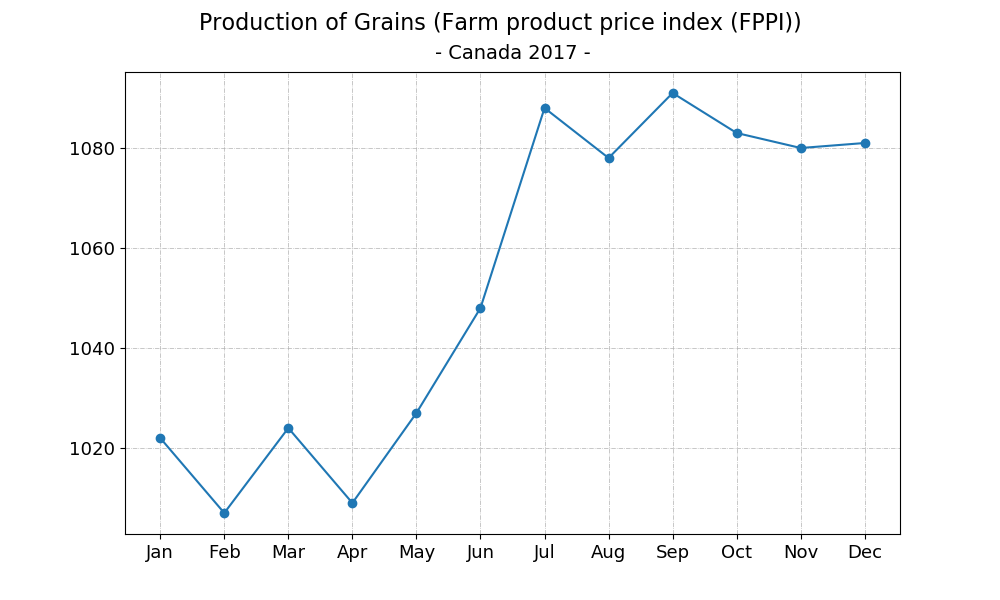 Production of Grains (Farm product price index (FPPI))
- Canada 2017 -
1080
1060
1040
1020
Jan Feb Mar Apr May Jun Jul Aug Sep Oct Nov Dec